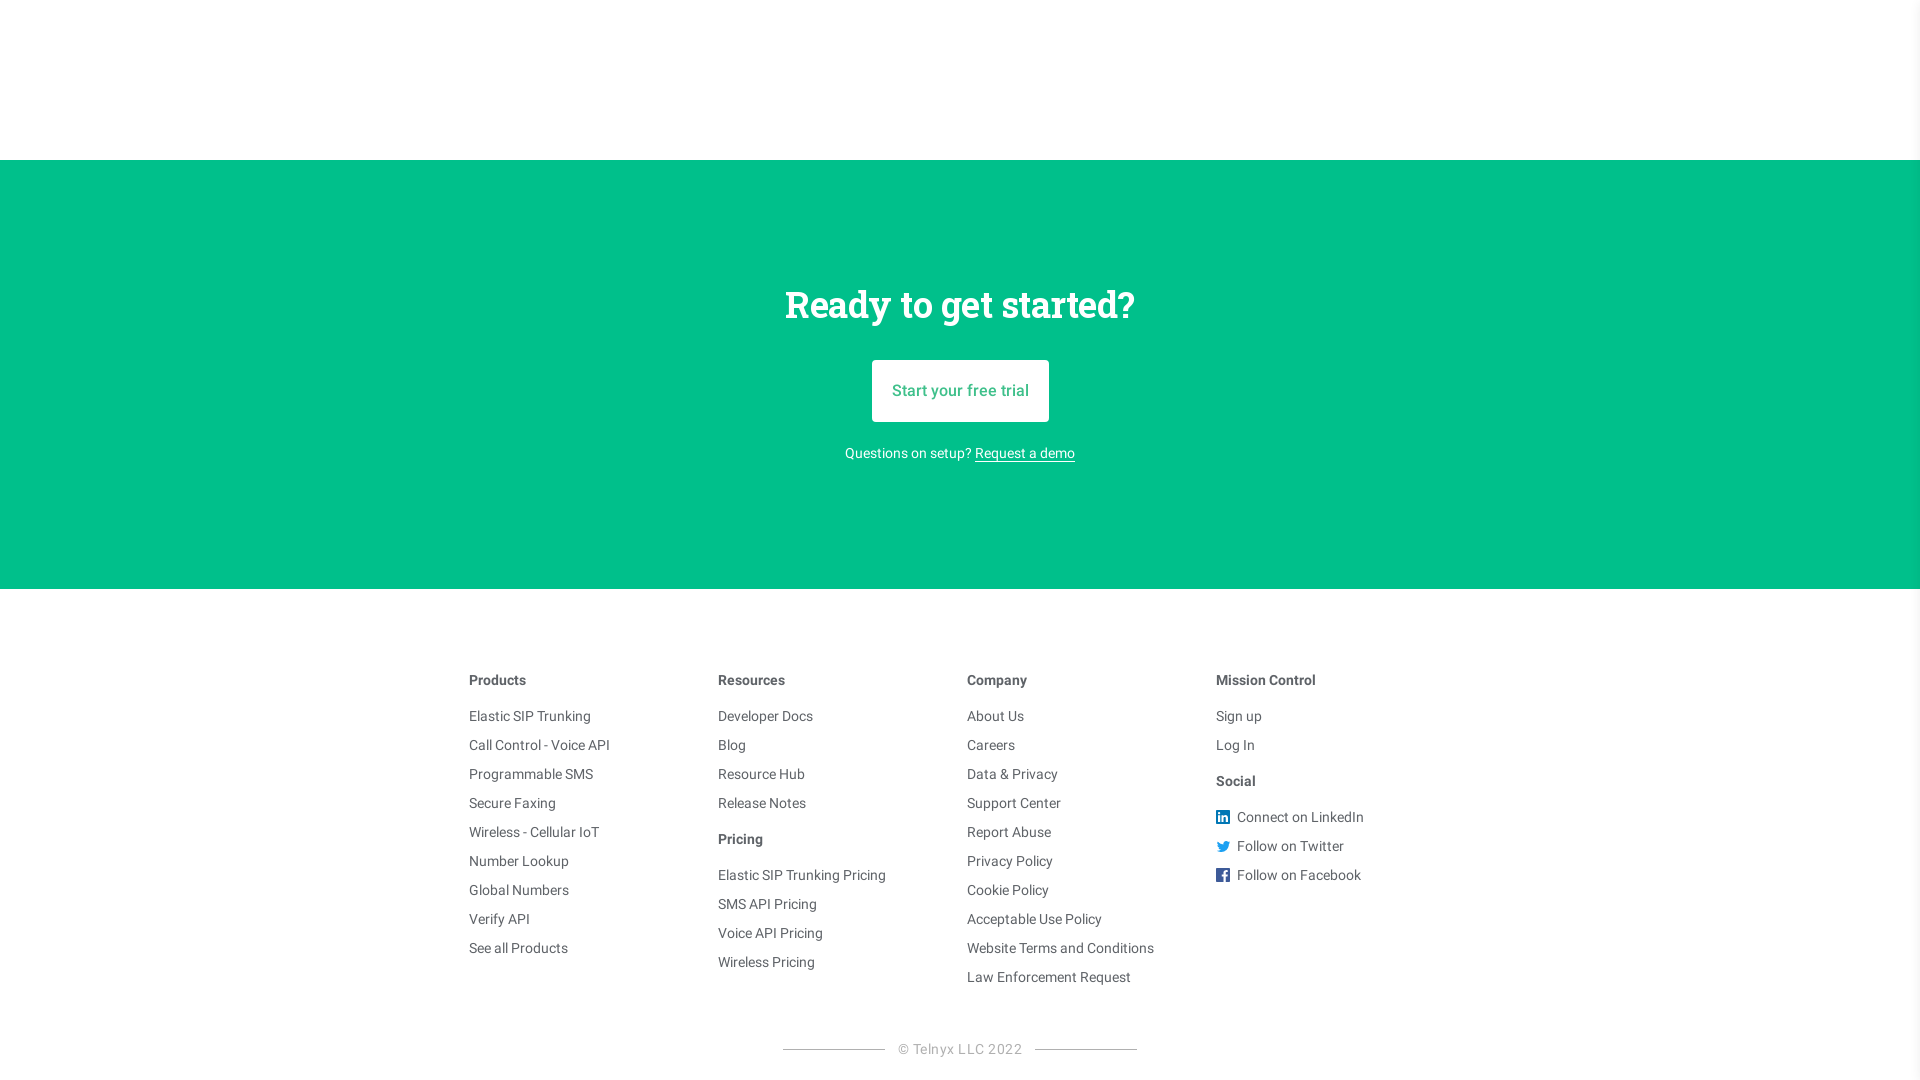 Ready to get started?
Start your free trial
Questions on setup? Request a demo
Products
Elastic SIP Trunking
Call Control - Voice API
Programmable SMS
Secure Faxing
Wireless - Cellular IoT
Number Lookup
Global Numbers
Verify API
See all Products
Resources
Developer Docs
Blog
Resource Hub
Release Notes
Pricing
Elastic SIP Trunking Pricing
SMS API Pricing
Voice API Pricing
Wireless Pricing
Company
About Us
Careers
Data & Privacy
Support Center
Report Abuse
Privacy Policy
Cookie Policy
Acceptable Use Policy
Website Terms and Conditions
Law Enforcement Request
Mission Control
Sign up
Log In
Social
Connect on LinkedIn
Follow on Twitter
Follow on Facebook
© Telnyx LLC 2022